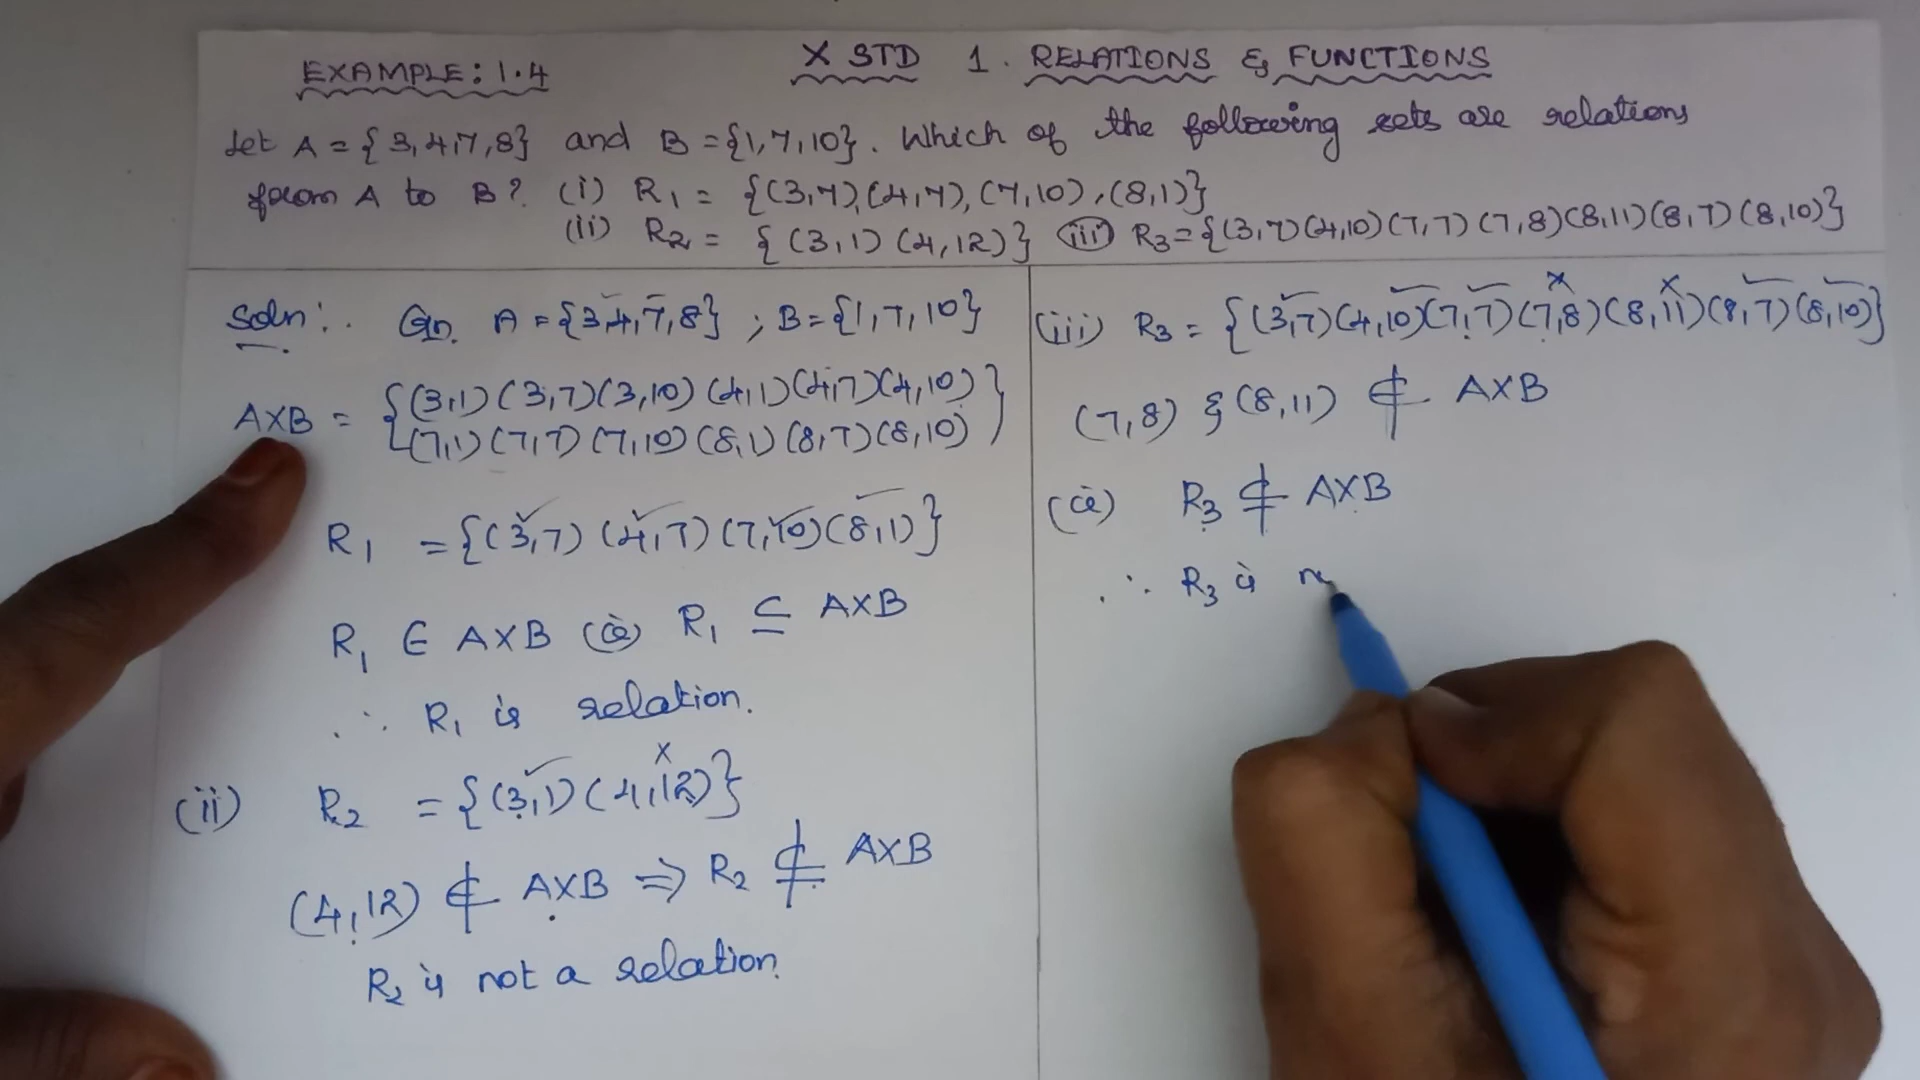 EXAMPLE: 1.4
X STD 1. RELATIONS & FUNCTIONS
Let A = {3,4,7,8} and B = {1,7,10}. Which of the following sets are relations
from A to B? (i) R₁ = {(3,7),(4,7),(7,10),(8,1)}
(ii) R₂ = {(3,1)(4,12)} (iii) R₃={(3,7)(4,10)(7,7)(7,8)(8,11)(8,7)(8,10)}
Soln:. Gn. A = {3,4,7,8} ; B = {1,7,10}
AXB = {(3,1)(3,7)(3,10)(4,1)(4,7)(4,10)
(7,1)(7,7)(7,10)(8,1)(8,7)(8,10)}
R₁ = {(3,7)(4,7)(7,10)(8,1)}
R₁ ∈ AXB (ie) R₁ ⊆ AXB
∴ R₁ is relation.
(ii) R₂ = {(3,1)(4,12)}
(4,12) ∉ AXB ⇒ R₂ ⊈ AXB
R₂ is not a relation.
(iii) R₃ = {(3,7)(4,10)(7,7)(7,8)(8,11)(8,7)(8,10)}
(7,8) & (8,11) ∉ AXB
(ie) R₃ ⊄ AXB
∴ R₃ is n